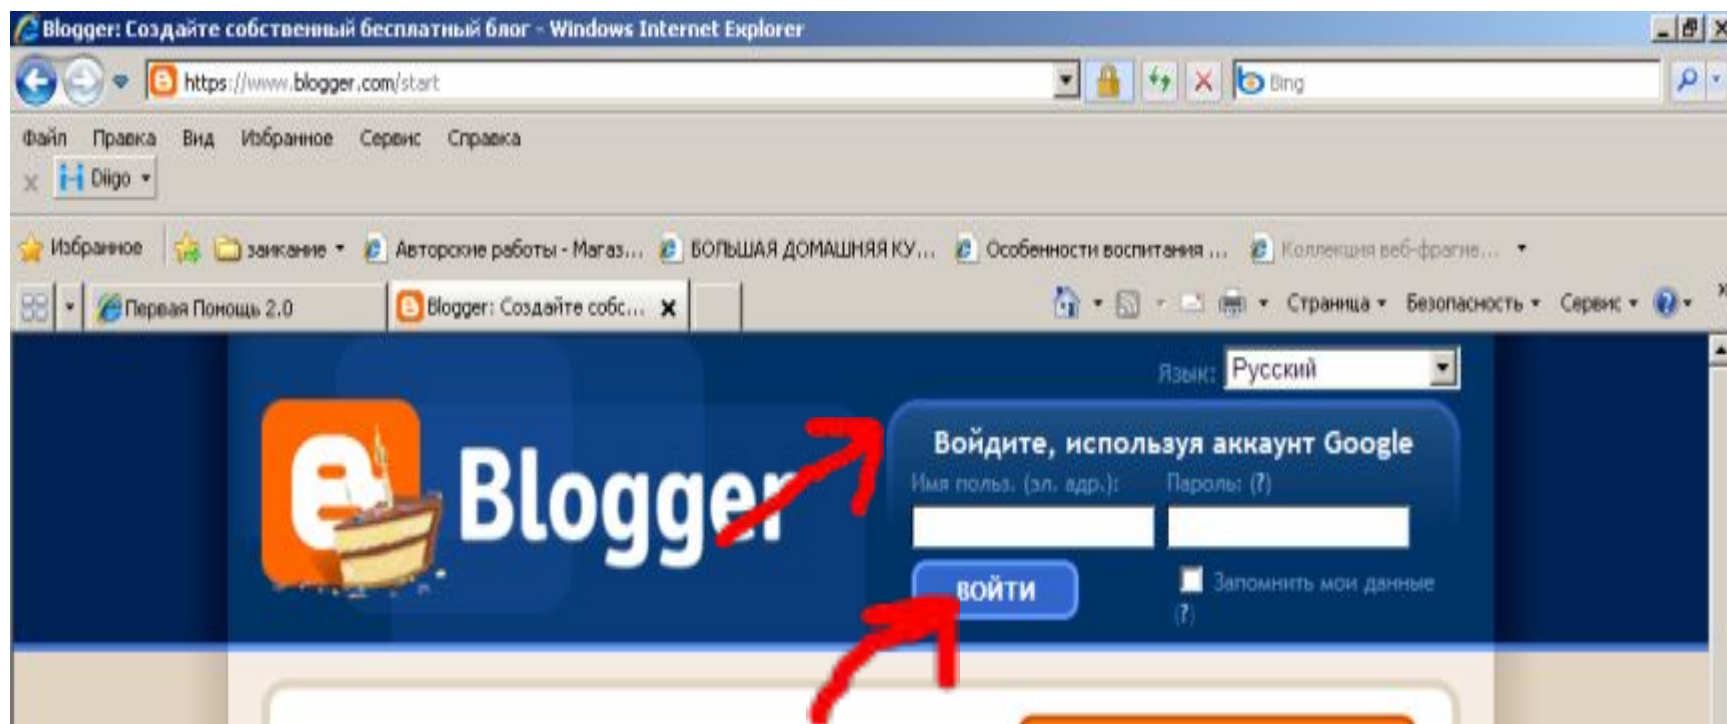 Blogger: Создайте собственный бесплатный блог - Windows Internet Explorer
https://www.blogger.com/start
Bing
Файл Правка Вид Избранное Сервис Справка
x Diigo
Избранное заикание Авторские работы - Магаз... БОЛЬШАЯ ДОМАШНЯЯ КУ... Особенности воспитания ... Коллекция веб-фрагме...
Первая Помощь 2.0 Blogger: Создайте собс... Страница Безопасность Сервис
Язык: Русский
Blogger
Войдите, используя аккаунт Google
Имя польз. (эл. адр.): Пароль: (?)
ВОЙТИ Запомнить мои данные
(?)